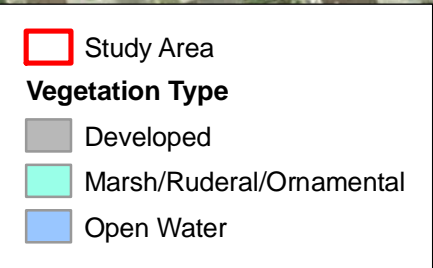 Study Area
Vegetation Type
Developed
Marsh/Ruderal/Ornamental
Open Water